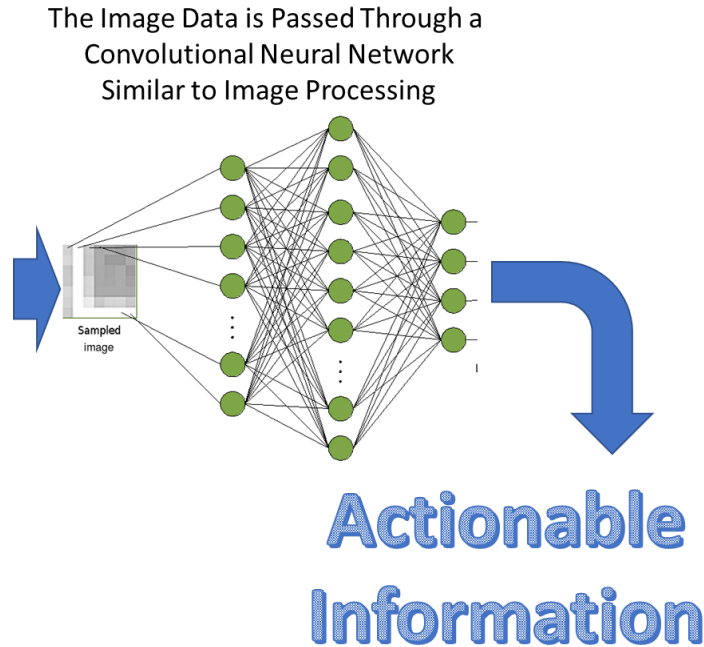 The Image Data is Passed Through a
Convolutional Neural Network
Similar to Image Processing
Sampled
image
Actionable
Information